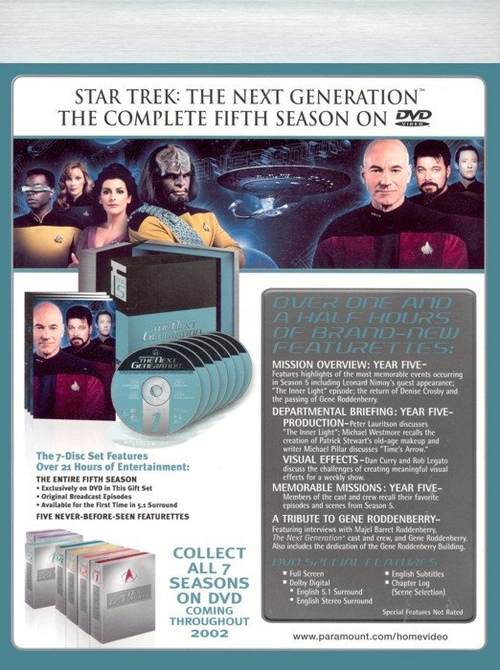 STAR TREK: THE NEXT GENERATION™
THE COMPLETE FIFTH SEASON ON DVD
VIDEO
THE NEXT
GENERATION
THE NEXT
GENERATION
1
The 7-Disc Set Features
Over 21 Hours of Entertainment:
THE ENTIRE FIFTH SEASON
• Exclusively on DVD in This Gift Set
• Original Broadcast Episodes
• Available for the First Time in 5.1 Surround
FIVE NEVER-BEFORE-SEEN FEATURETTES
COLLECT
ALL 7
SEASONS
ON DVD
COMING
THROUGHOUT
2002
OVER ONE AND
A HALF HOURS
OF BRAND-NEW
FEATURETTES:
MISSION OVERVIEW: YEAR FIVE–
Features highlights of the most memorable events occurring
in Season 5 including Leonard Nimoy's guest appearance;
"The Inner Light" episode; the return of Denise Crosby and
the passing of Gene Roddenberry.
DEPARTMENTAL BRIEFING: YEAR FIVE–
PRODUCTION–Peter Lauritson discusses
"The Inner Light"; Michael Westmore recalls the
creation of Patrick Stewart's old-age makeup and
writer Michael Pillar discusses "Time's Arrow."
VISUAL EFFECTS–Dan Curry and Rob Legato
discuss the challenges of creating meaningful visual
effects for a weekly show.
MEMORABLE MISSIONS: YEAR FIVE–
Members of the cast and crew recall their favorite
episodes and scenes from Season 5.
A TRIBUTE TO GENE RODDENBERRY–
Featuring interviews with Majel Barret Roddenberry,
The Next Generation™ cast and crew, and Gene Roddenberry.
Also includes the dedication of the Gene Roddenberry Building.
DVD SPECIAL FEATURES
■ Full Screen
■ Dolby Digital
• English 5.1 Surround
• English Stereo Surround
■ English Subtitles
■ Chapter Log
(Scene Selection)
Special Features Not Rated
www.paramount.com/homevideo